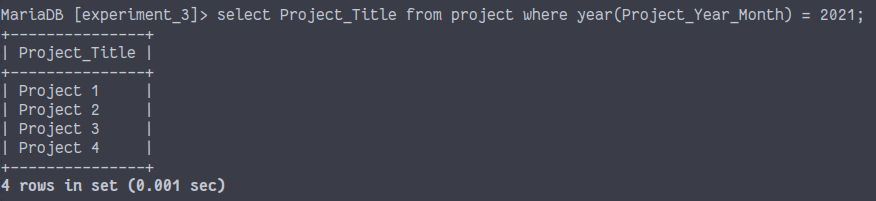 MariaDB [experiment_3]> select Project_Title from project where year(Project_Year_Month) = 2021;
+---------------+
| Project_Title |
+---------------+
| Project 1     |
| Project 2     |
| Project 3     |
| Project 4     |
+---------------+
4 rows in set (0.001 sec)